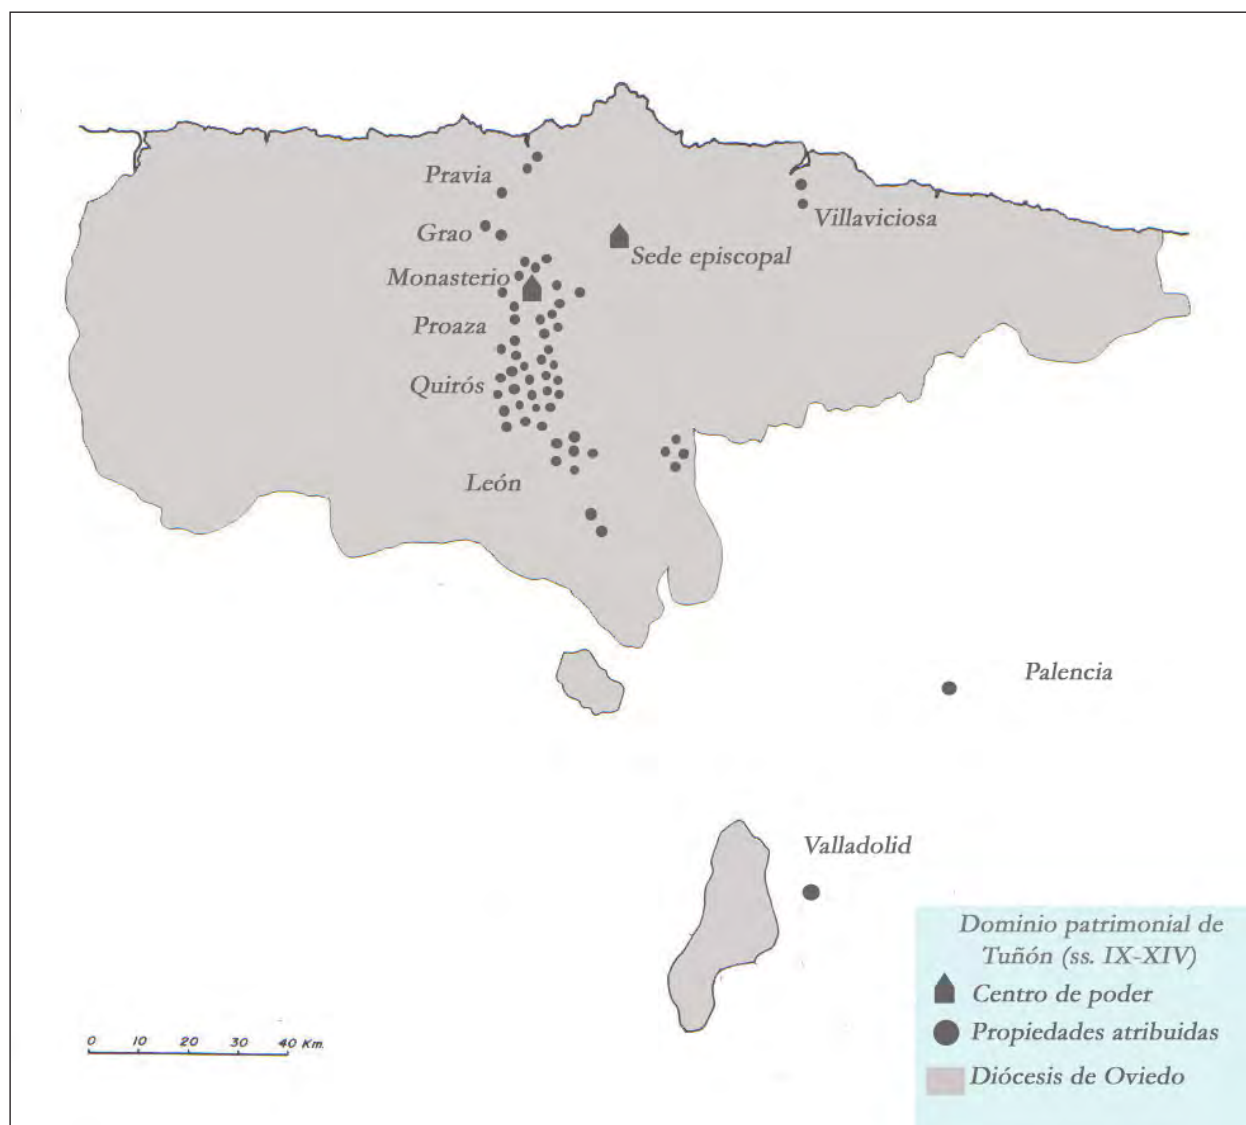 Pravia
Villaviciosa
Grao
Sede episcopal
Monasterio
Proaza
Quirós
León
Palencia
Valladolid
Dominio patrimonial de
Tuñón (ss. IX-XIV)
Centro de poder
Propiedades atribuidas
Diócesis de Oviedo
0 10 20 30 40 Km.